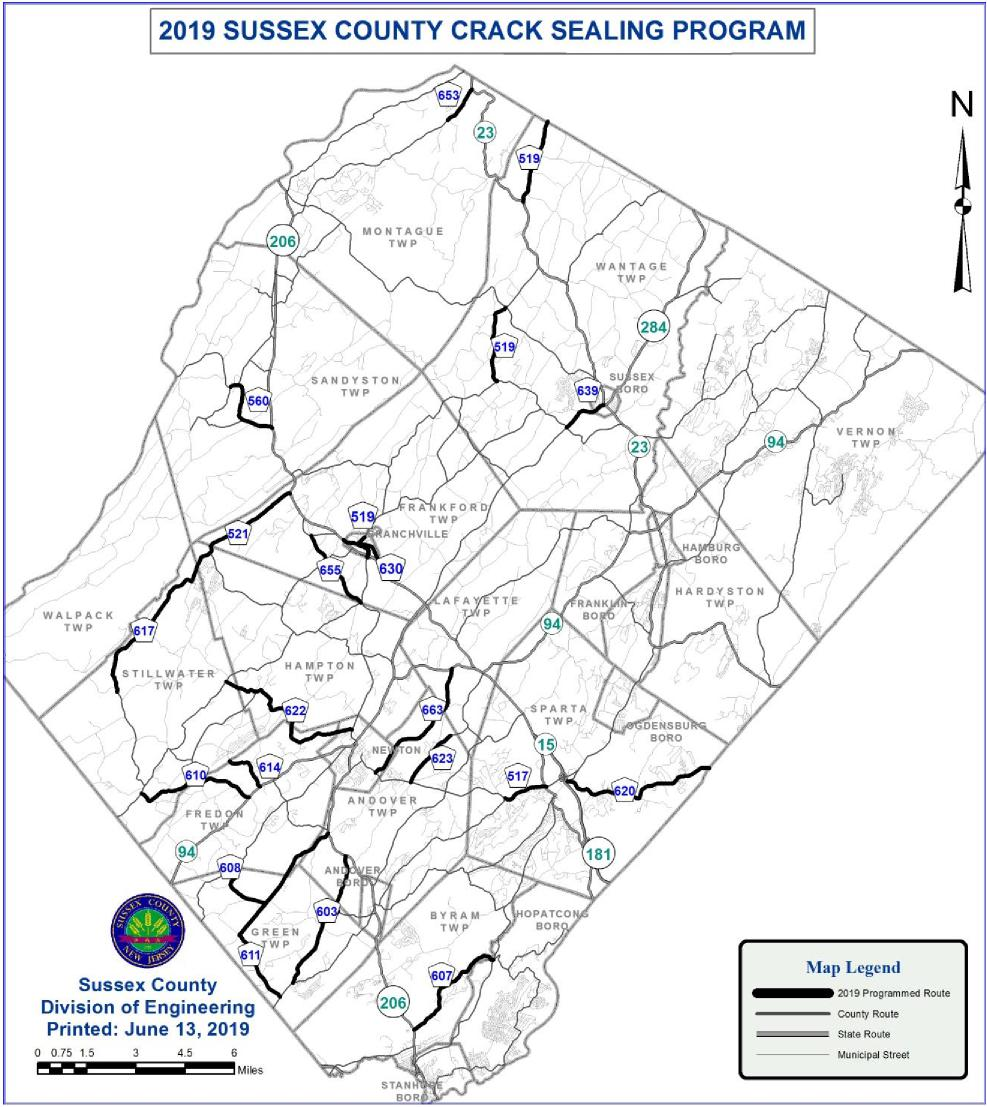 2019 SUSSEX COUNTY CRACK SEALING PROGRAM
N
653
23
519
MONTAGUE
TWP
206
WANTAGE
TWP
284
519
SANDYSTON
TWP
SUSSEX
BORO
639
560
23
94
VERNON
TWP
519
FRANKFORD
TWP
BRANCHVILLE
521
655
630
HAMBURG
BORO
HARDYSTON
TWP
LAFAYETTE
TWP
FRANKLIN
BORO
94
WALPACK
TWP
617
STILLWATER
TWP
HAMPTON
TWP
622
663
SPARTA
TWP
OGDENSBURG
BORO
15
NEWTON
623
614
610
517
620
ANDOVER
TWP
FREDON
TWP
94
181
608
ANDOVER
BORO
603
GREEN
TWP
611
BYRAM
TWP
HOPATCONG
BORO
607
206
STANHOPE
BORO
SUSSEX COUNTY
NEW JERSEY
Sussex County
Division of Engineering
Printed: June 13, 2019
0 0.75 1.5 3 4.5 6
Miles
Map Legend
2019 Programmed Route
County Route
State Route
Municipal Street